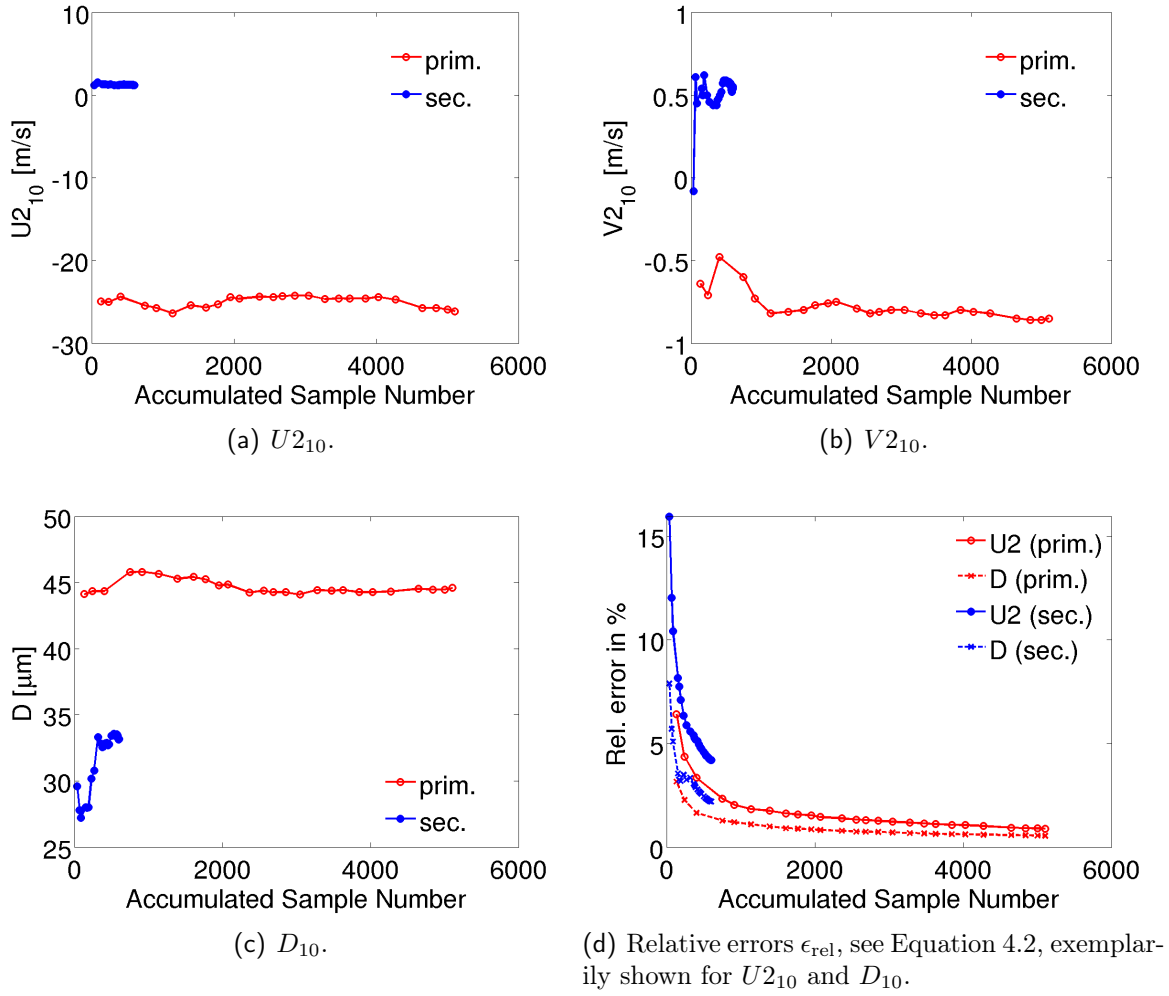 10
0
-10
-20
-30
U2₁₀ [m/s]
prim.
sec.
0 2000 4000 6000
Accumulated Sample Number
(a) U2₁₀.
1
0.5
0
-0.5
-1
V2₁₀ [m/s]
prim.
sec.
0 2000 4000 6000
Accumulated Sample Number
(b) V2₁₀.
50
45
40
35
30
25
D [μm]
prim.
sec.
0 2000 4000 6000
Accumulated Sample Number
(c) D₁₀.
15
10
5
0
Rel. error in %
U2 (prim.)
D (prim.)
U2 (sec.)
D (sec.)
0 2000 4000 6000
Accumulated Sample Number
(d) Relative errors ϵ_rel, see Equation 4.2, exemplar-
ily shown for U2₁₀ and D₁₀.